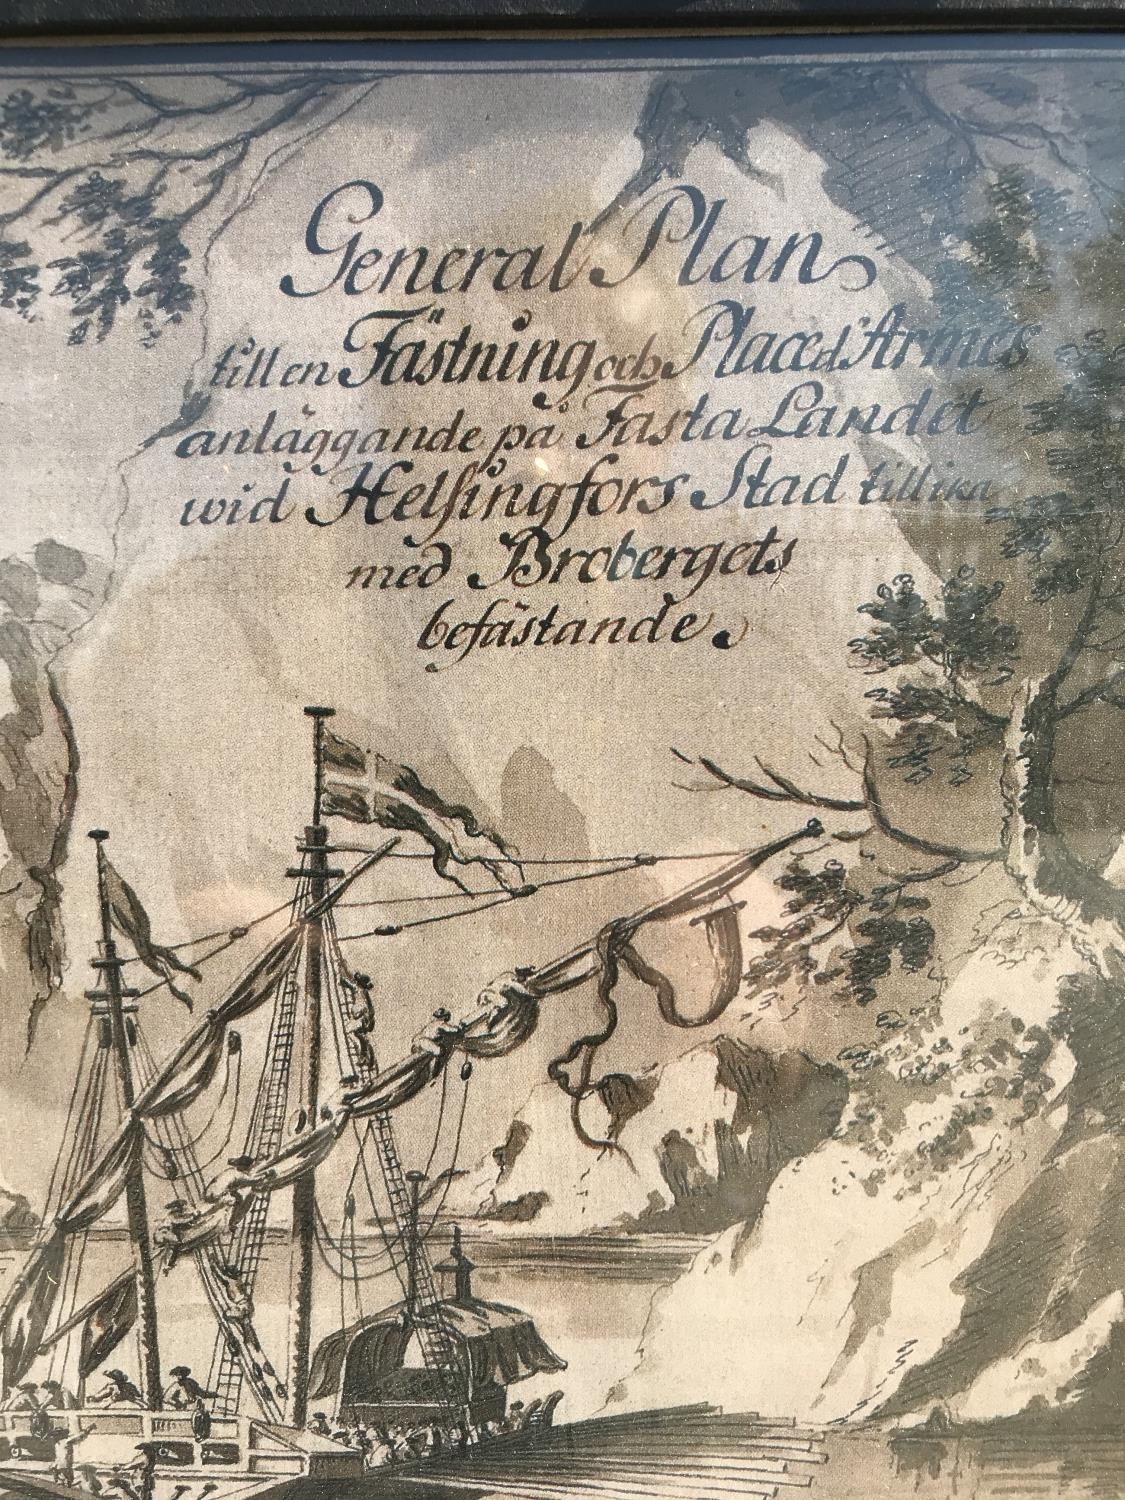 General Plan
till en Fästning och Place d'Armes
anläggande på Fasta Landet
wid Helsingfors Stad tillika
med Brobergets
befästande.